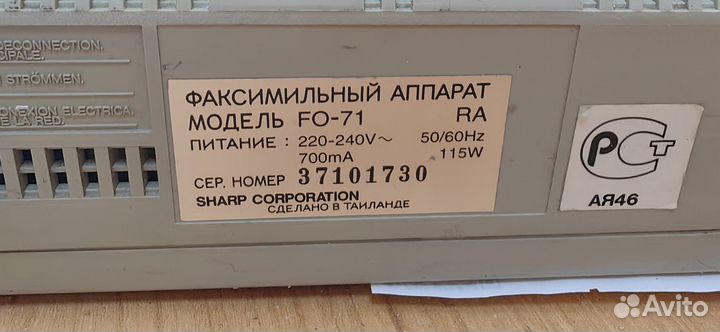 DECONNECTION.
CIPALE.
STRÖMMEN.
ELECTRICA,
DE LA RED.
ФАКСИМИЛЬНЫЙ АППАРАТ
МОДЕЛЬ FO-71 RA
ПИТАНИЕ : 220-240V~ 50/60Hz
700mA 115W
СЕР. НОМЕР 37101730
SHARP CORPORATION
СДЕЛАНО В ТАИЛАНДЕ
РСТ
АЯ46
Avito